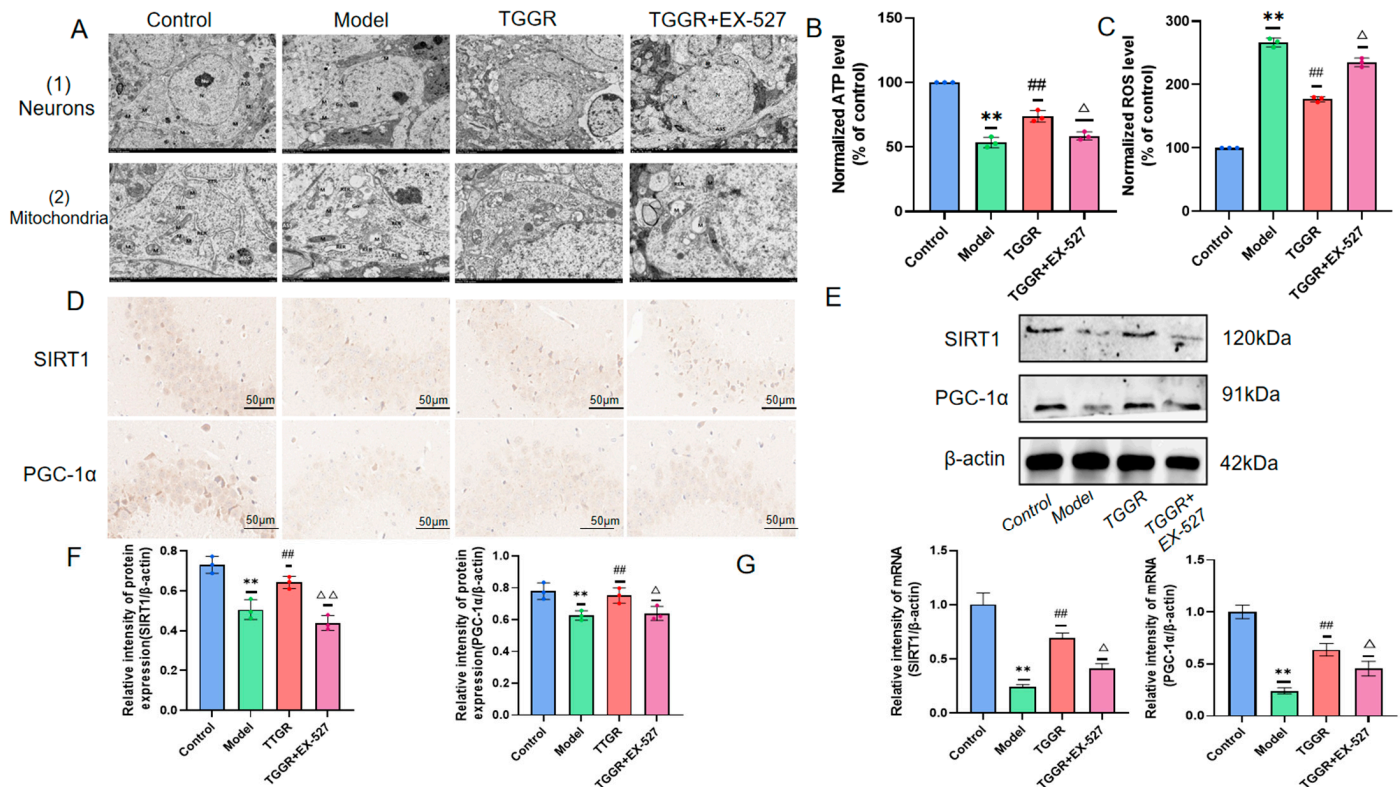 Control
Model
TGGR
TGGR+EX-527
A
(1)
Neurons
(2)
Mitochondria
B
Normalized ATP level
(% of control)
150
100
50
0
**
##
△
Control
Model
TGGR
TGGR+EX-527
C
Normalized ROS level
(% of control)
300
200
100
0
**
##
△
Control
Model
TGGR
TGGR+EX-527
D
SIRT1
50μm
50μm
50μm
50μm
PGC-1α
50μm
50μm
50μm
50μm
E
SIRT1
120kDa
PGC-1α
91kDa
β-actin
42kDa
Control
Model
TGGR
TGGR+
EX-527
F
Relative intensity of protein
expression(SIRT1/β-actin)
0.8
0.6
0.4
0.2
0.0
**
##
△△
Control
Model
TTGR
TGGR+EX-527
Relative intensity of protein
expression(PGC-1α/β-actin)
1.0
0.8
0.6
0.4
0.2
0.0
**
##
△
Control
Model
TTGR
TGGR+EX-527
G
Relative intensity of mRNA
(SIRT1/β-actin)
1.5
1.0
0.5
0.0
**
##
△
Control
Model
TGGR
TGGR+EX-527
Relative intensity of mRNA
(PGC-1α/β-actin)
1.5
1.0
0.5
0.0
**
##
△
Control
Model
TGGR
TGGR+EX-527